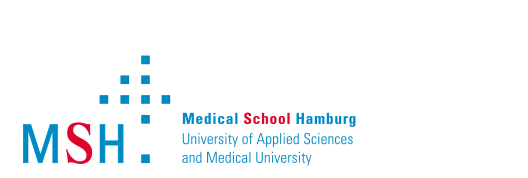 MSH
Medical School Hamburg
University of Applied Sciences
and Medical University